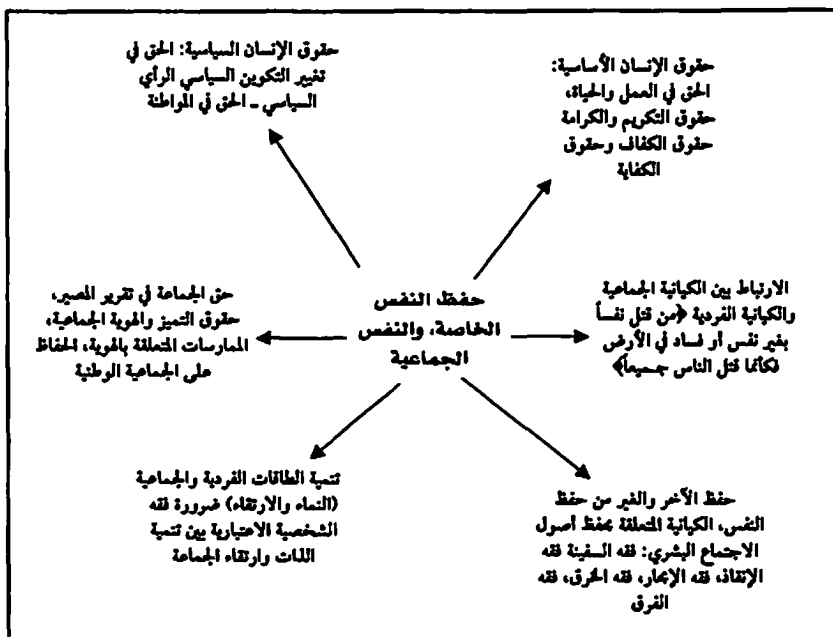 حقوق الإنسان الأساسية:
الحق في العمل والحياة،
حقوق التكريم والكرامة
حقوق الكفاف وحقوق
الكفاية
حقوق الإنسان السياسية: الحق في
تغيير التكوين السياسي الرأي
السياسي ـ الحق في المواطنة
الارتباط بين الكيانية الجماعية
والكيانية الفردية ﴿من قتل نفساً
بغير نفس أو فساد في الأرض
فكأنما قتل الناس جميعاً﴾
حفظ النفس
الخاصة، والنفس
الجماعية
حق الجماعة في تقرير المصير،
حقوق التميز والهوية الجماعية،
الممارسات المتعلقة بالهوية، الحفاظ
على الجماعية الوطنية
حفظ الآخر والغير من حفظ
النفس، الكيانية المتعلقة بحفظ أصول
الاجتماع البشري: فقه السفينة فقه
الإنقاذ، فقه الإبحار، فقه الخرق، فقه
الغرق
تنمية الطاقات الفردية والجماعية
(النماء والارتقاء) ضرورة فقه
الشخصية الاعتبارية بين تنمية
الذات وارتقاء الجماعة